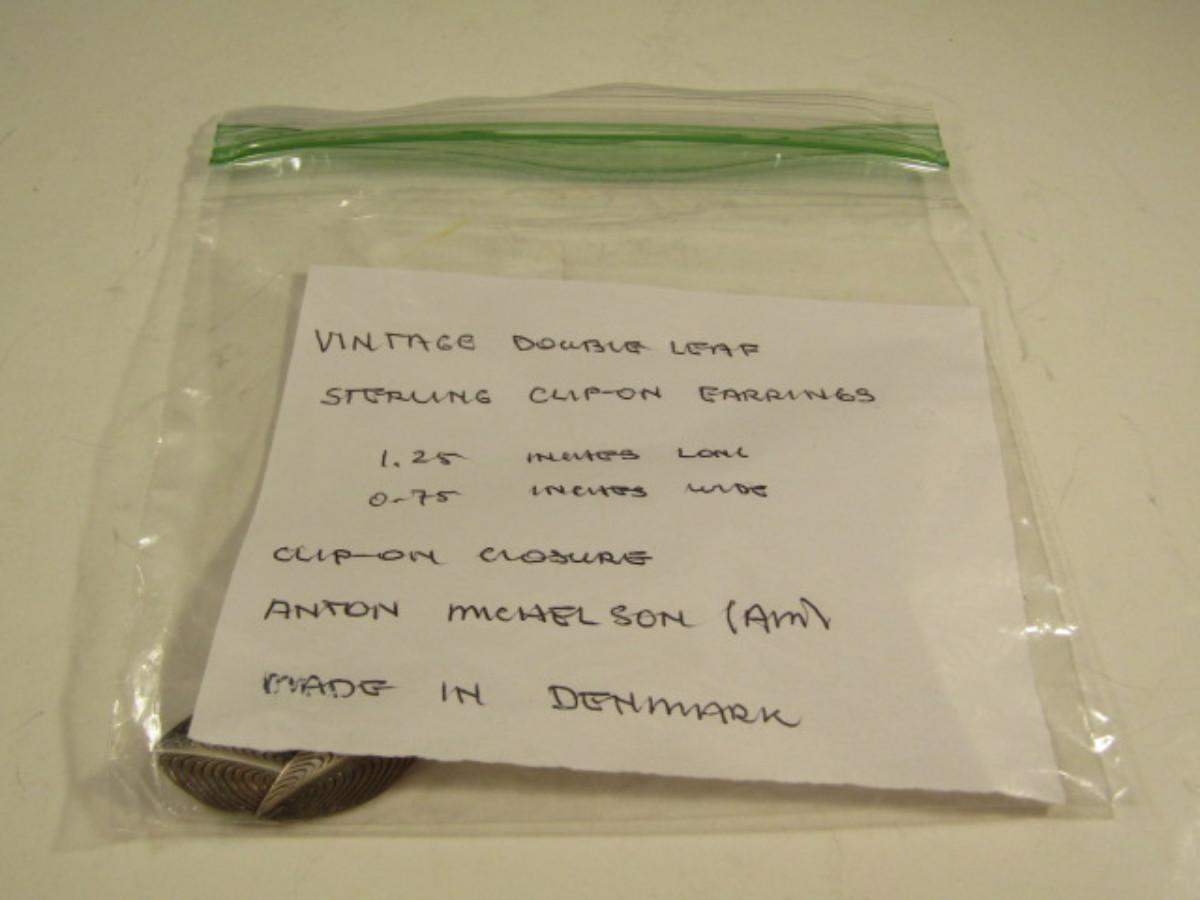 VINTAGE DOUBLE LEAF
STERLING CLIP-ON EARRINGS
1.25 INCHES LONG
0.75 INCHES WIDE
CLIP-ON CLOSURE
ANTON MICHELSON (AM)
MADE IN DENMARK